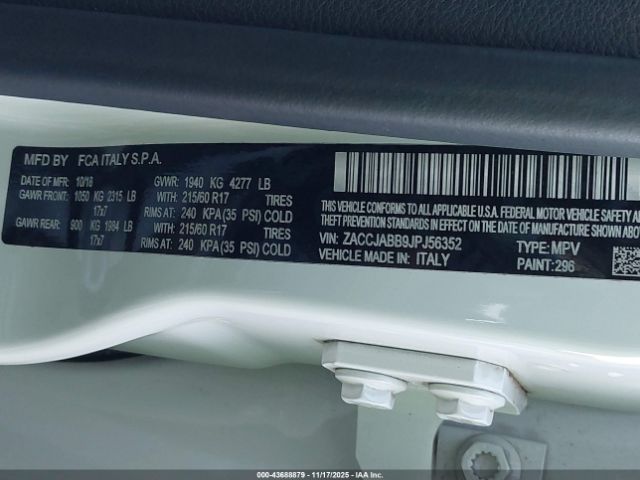 MFD BY FCA ITALY S.P.A.
DATE OF MFR: 10/18 GVWR: 1940 KG 4277 LB
GAWR FRONT: 1050 KG 2315 LB WITH: 215/60 R17 TIRES
17x7 RIMS AT: 240 KPA(35 PSI) COLD
GAWR REAR: 900 KG 1984 LB WITH: 215/60 R17 TIRES
17x7 RIMS AT: 240 KPA (35 PSI) COLD
THIS VEHICLE CONFORMS TO ALL APPLICABLE U.S.A. FEDERAL MOTOR VEHICLE SAFETY, BUMPER AND
THEFT PREVENTION STANDARDS IN EFFECT ON THE DATE OF MANUFACTURE SHOWN ABOVE
VIN: ZACCJABB9JPJ56352 TYPE: MPV
VEHICLE MADE IN: ITALY PAINT: 296
000-43688879 - 11/17/2025 - IAA Inc.